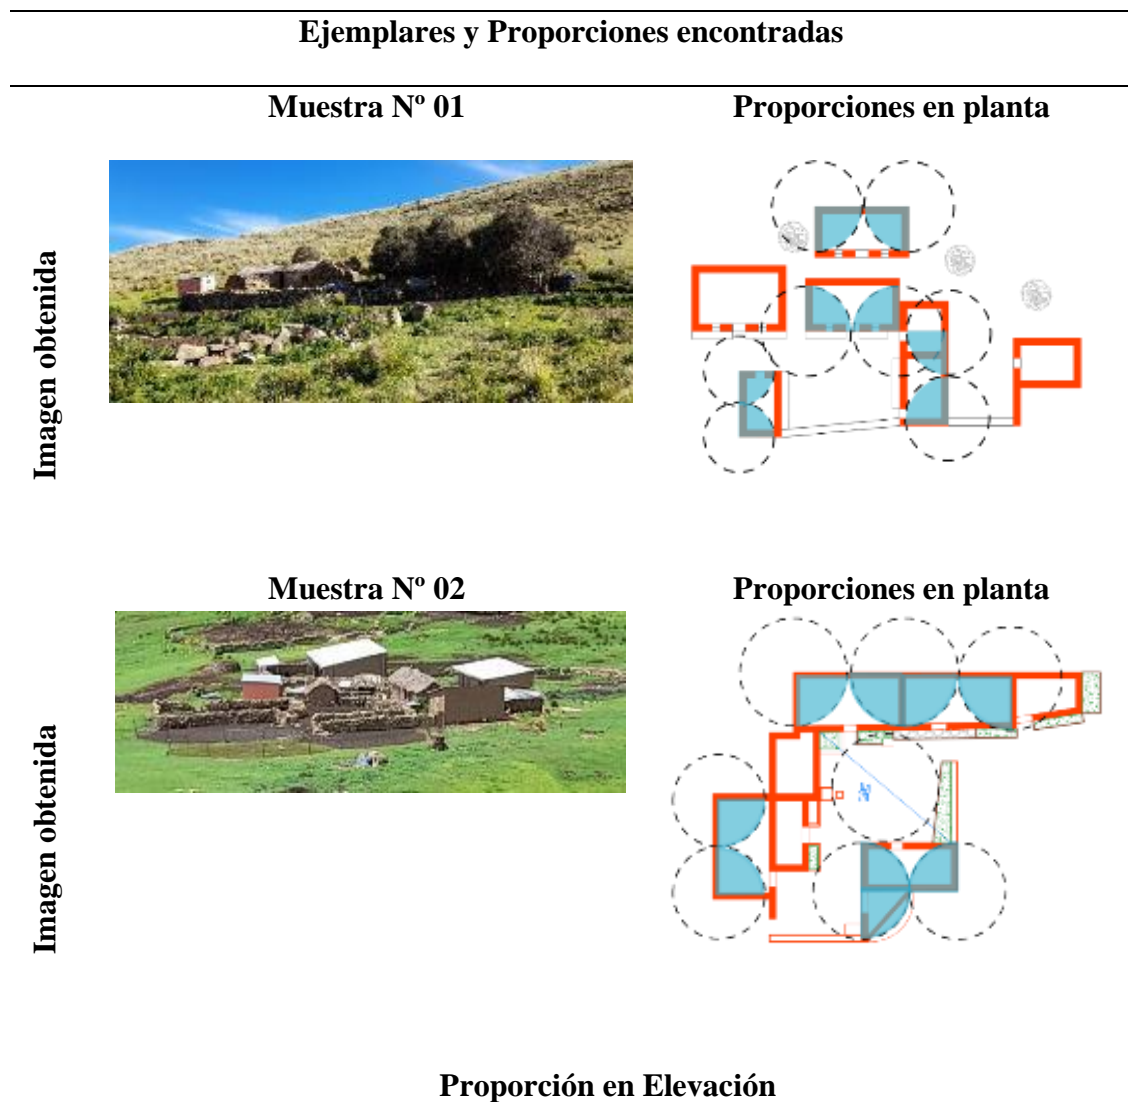 Ejemplares y Proporciones encontradas
Muestra Nº 01
Proporciones en planta
Imagen obtenida
Muestra Nº 02
Proporciones en planta
Imagen obtenida
Proporción en Elevación